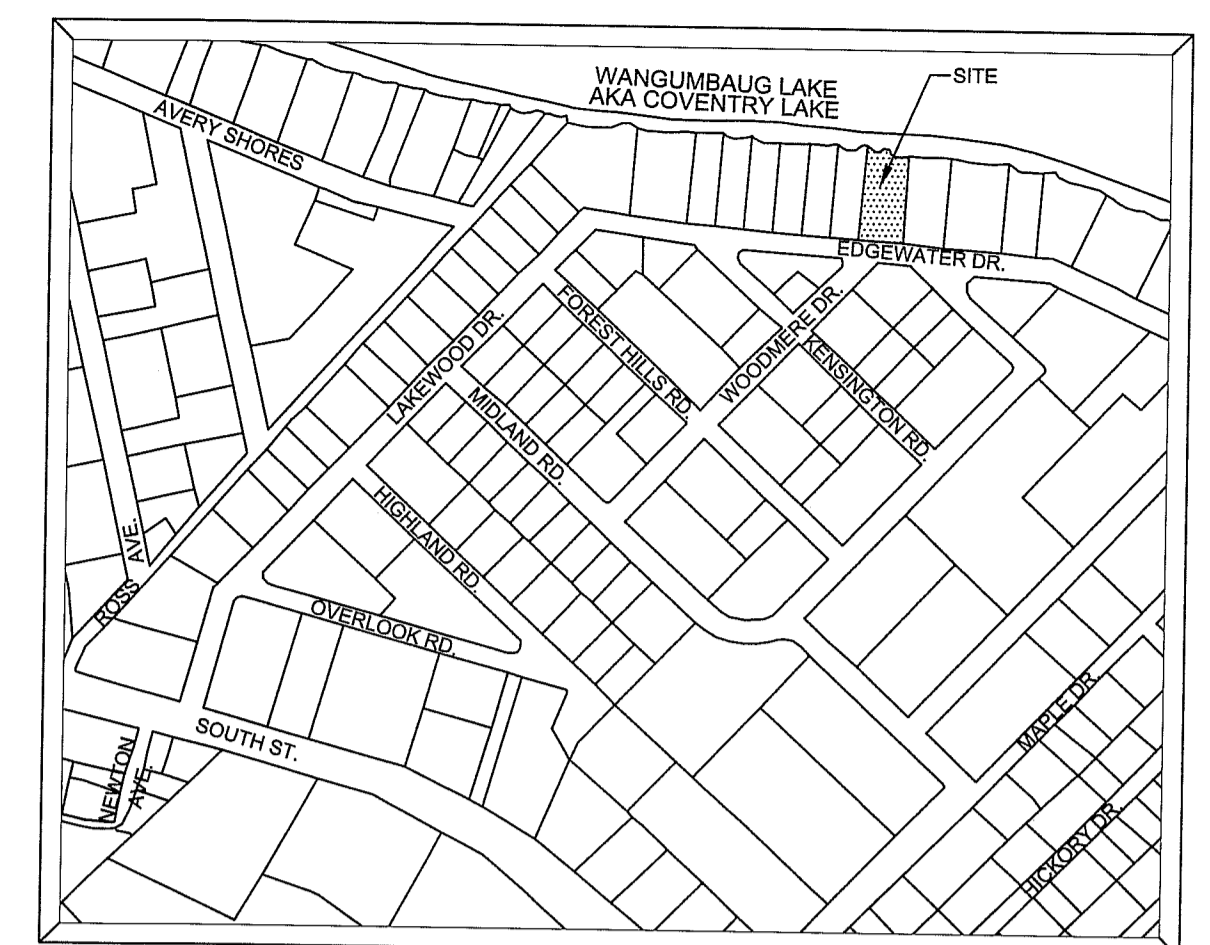 WANGUMBAUG LAKE
AKA COVENTRY LAKE
SITE
AVERY SHORES
EDGEWATER DR.
FOREST HILLS RD.
WOODMERE DR.
KENSINGTON RD.
LAKEWOOD DR.
MIDLAND RD.
HIGHLAND RD.
ROSS AVE.
OVERLOOK RD.
SOUTH ST.
NEWTON
AVE.
MAPLE DR.
HICKORY DR.